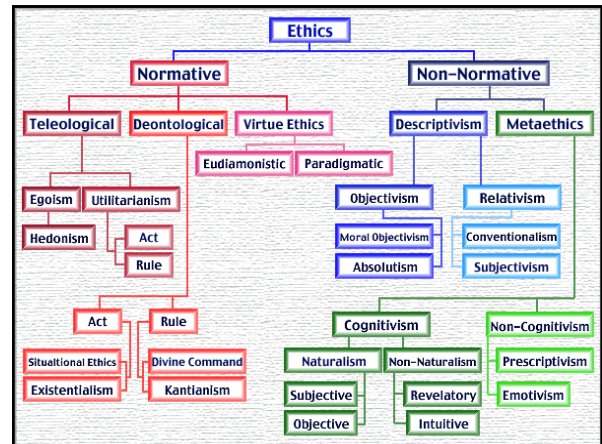 Ethics
Normative
Non-Normative
Teleological
Deontological
Virtue Ethics
Descriptivism
Metaethics
Eudiamonistic
Paradigmatic
Egoism
Utilitarianism
Objectivism
Relativism
Hedonism
Act
Rule
Moral Objectivism
Conventionalism
Absolutism
Subjectivism
Act
Rule
Cognitivism
Non-Cognitivism
Situaltional Ethics
Divine Command
Naturalism
Non-Naturalism
Prescriptivism
Existentialism
Kantianism
Subjective
Revelatory
Emotivism
Objective
Intuitive